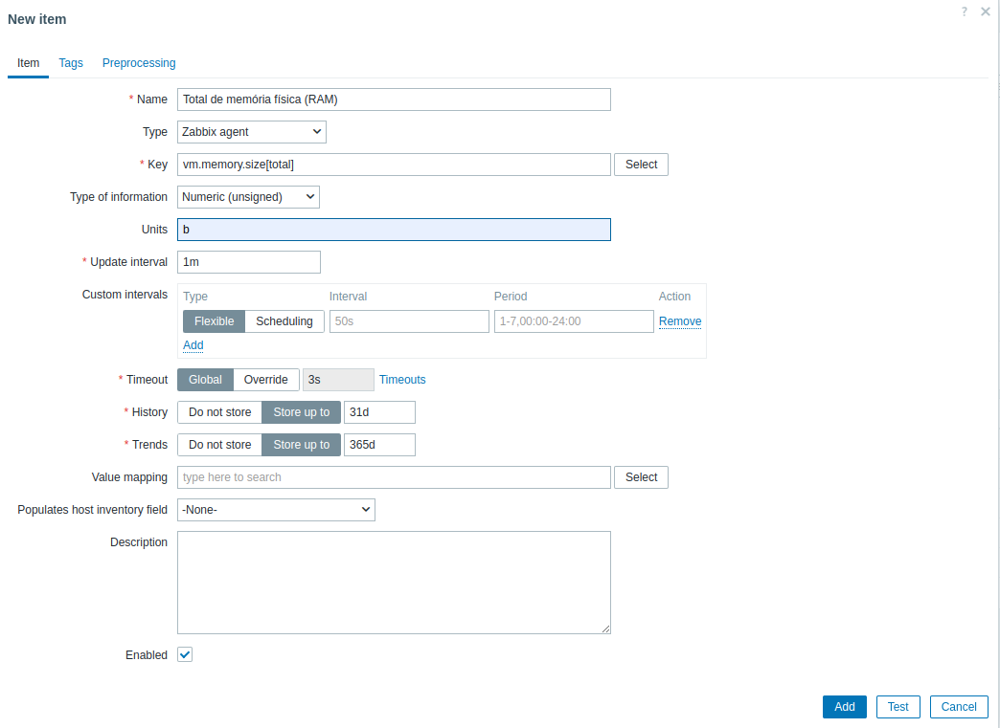 New item
?
Item Tags Preprocessing
* Name Total de memória física (RAM)
Type Zabbix agent
* Key vm.memory.size[total] Select
Type of information Numeric (unsigned)
Units b
* Update interval 1m
Custom intervals Type Interval Period Action
Flexible Scheduling 50s 1-7,00:00-24:00 Remove
Add
* Timeout Global Override 3s Timeouts
* History Do not store Store up to 31d
* Trends Do not store Store up to 365d
Value mapping type here to search Select
Populates host inventory field -None-
Description
Enabled
Add Test Cancel